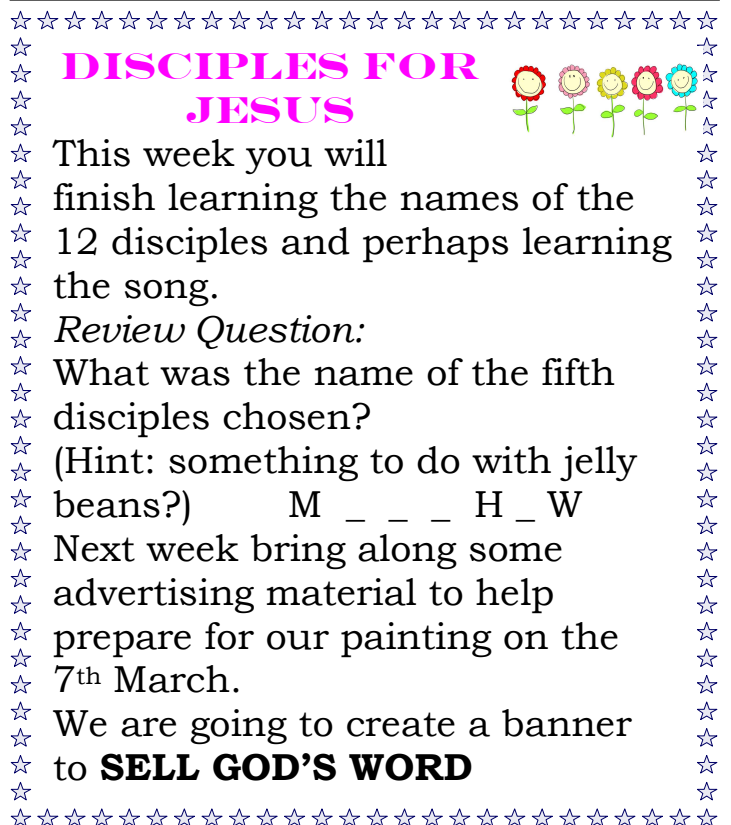 DISCIPLES FOR
JESUS
This week you will
finish learning the names of the
12 disciples and perhaps learning
the song.
Review Question:
What was the name of the fifth
disciples chosen?
(Hint: something to do with jelly
beans?) M _ _ _ H _ W
Next week bring along some
advertising material to help
prepare for our painting on the
7th March.
We are going to create a banner
to SELL GOD'S WORD